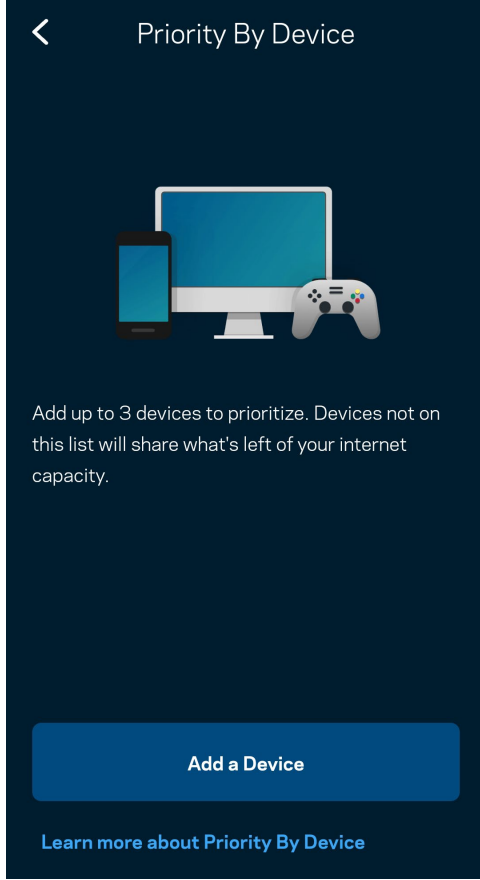 Priority By Device
Add up to 3 devices to prioritize. Devices not on
this list will share what's left of your internet
capacity.
Add a Device
Learn more about Priority By Device